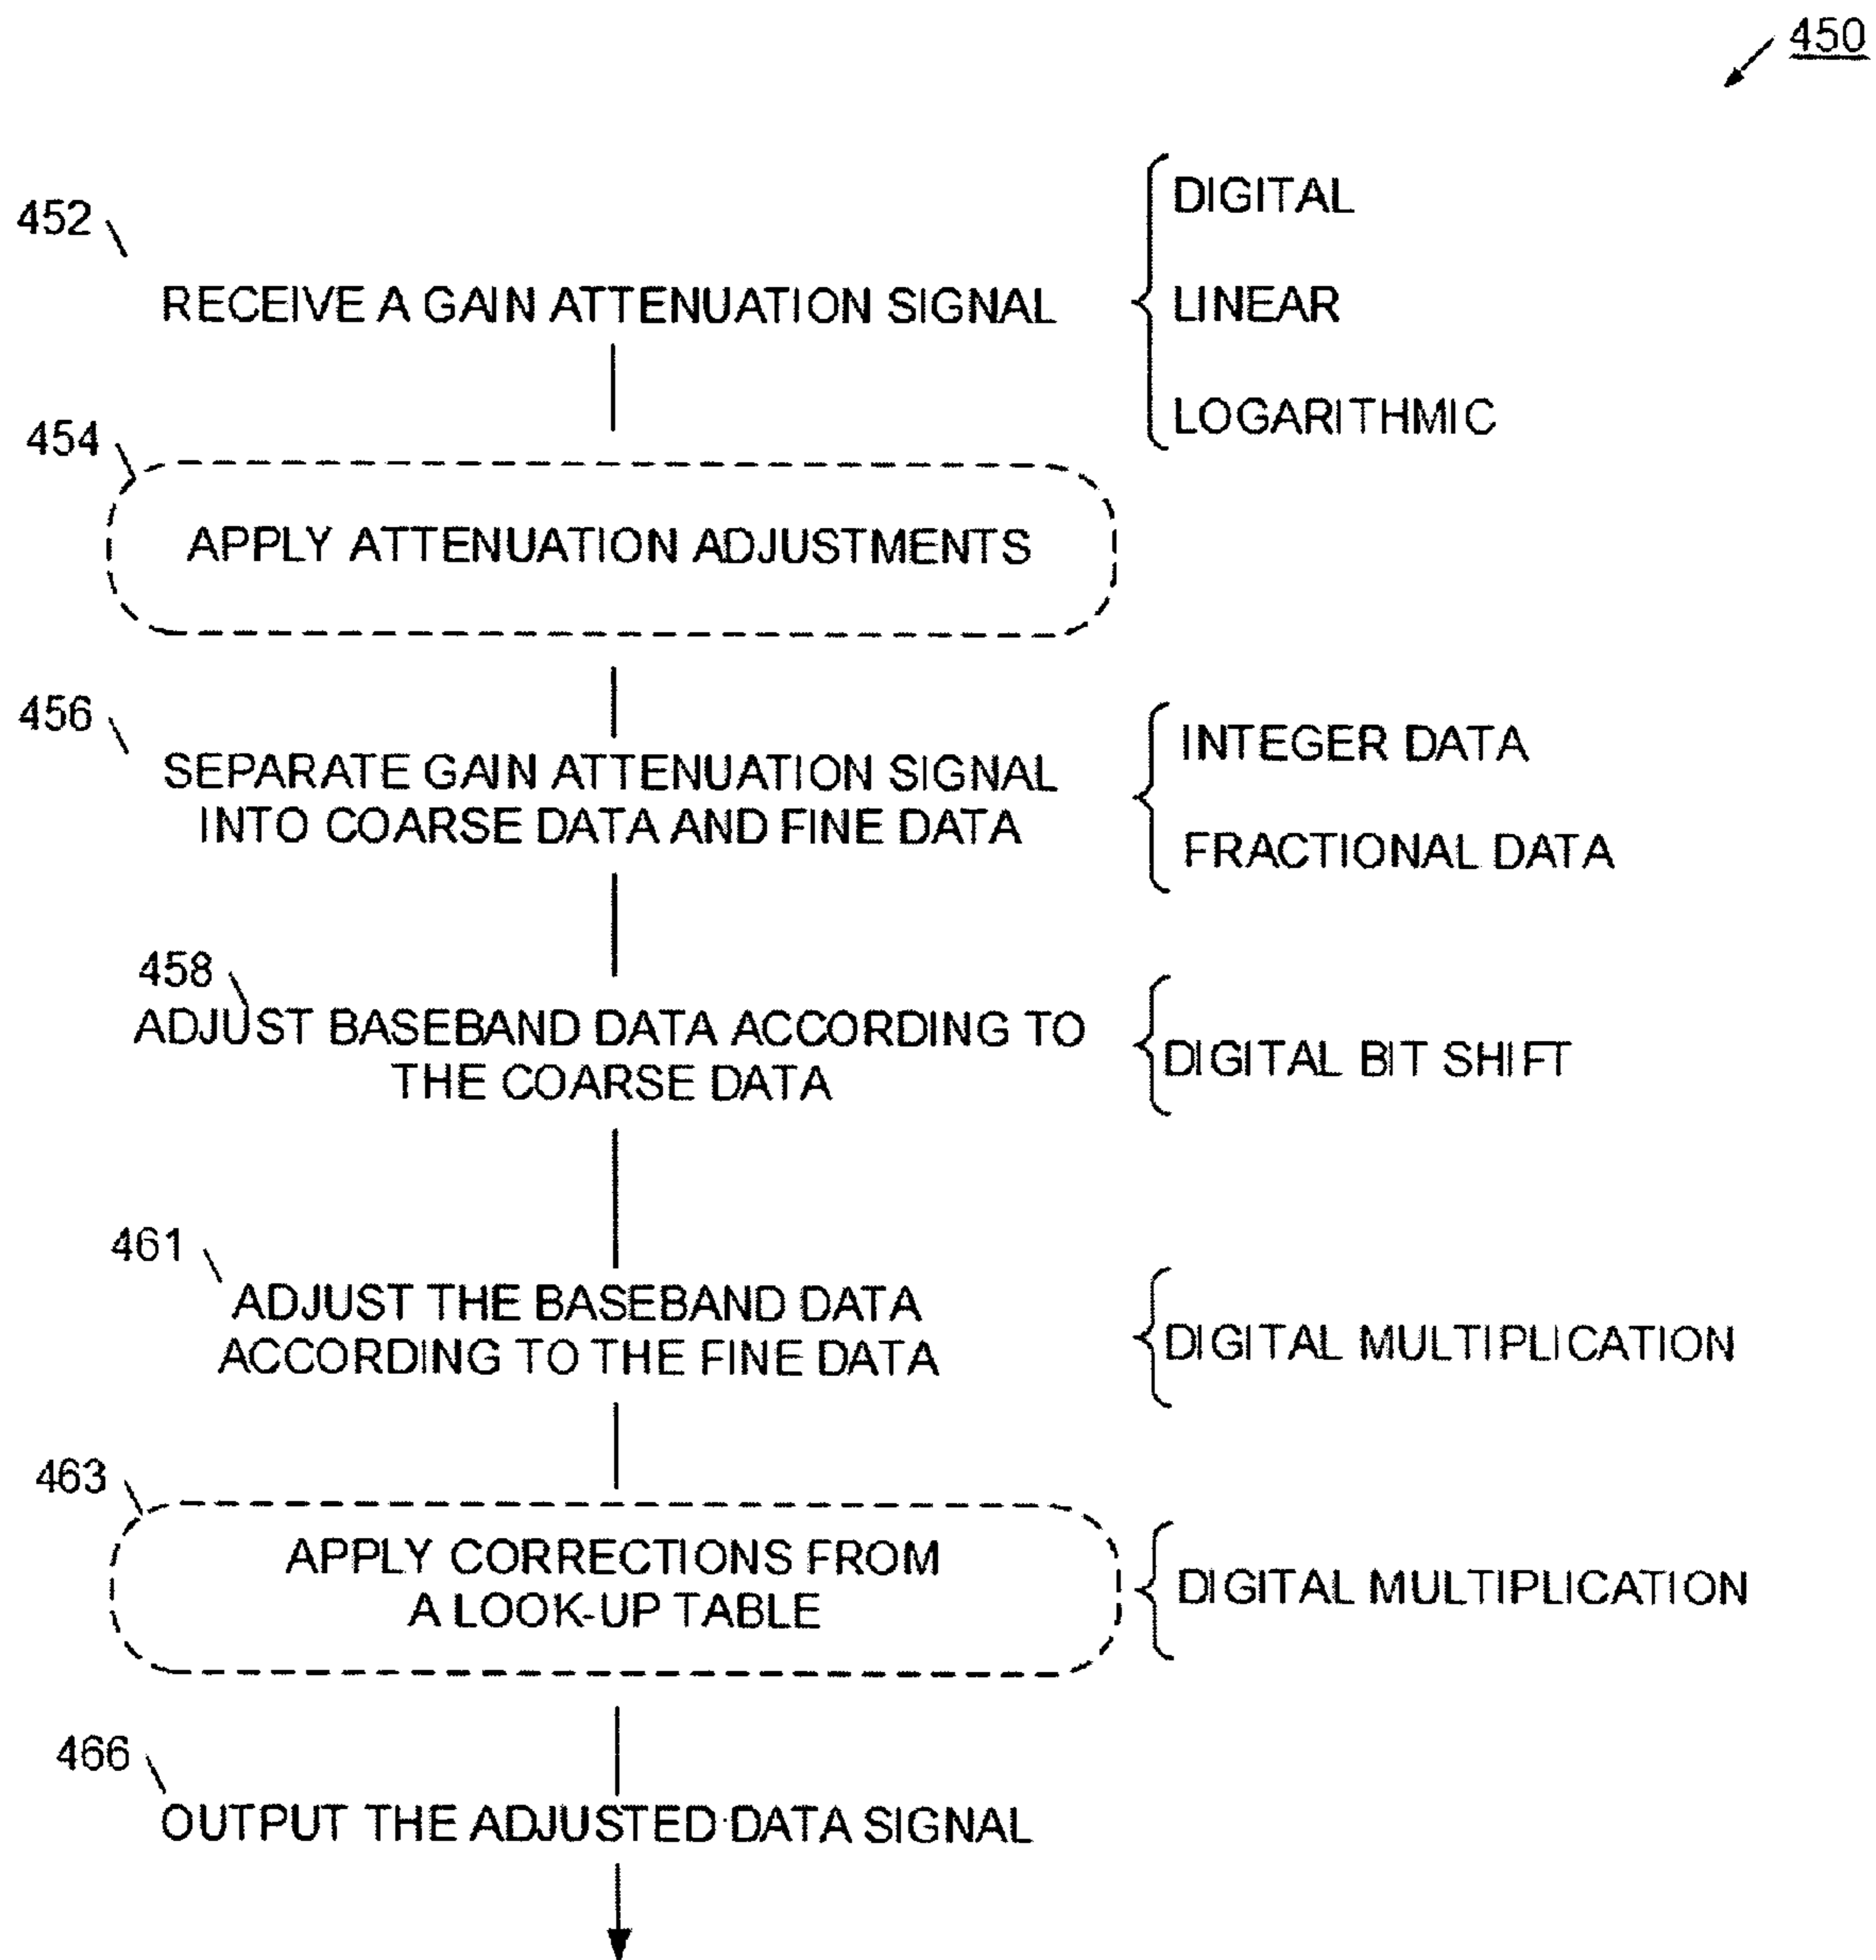 450
452
RECEIVE A GAIN ATTENUATION SIGNAL
DIGITAL
LINEAR
LOGARITHMIC
454
APPLY ATTENUATION ADJUSTMENTS
456
SEPARATE GAIN ATTENUATION SIGNAL
INTO COARSE DATA AND FINE DATA
INTEGER DATA
FRACTIONAL DATA
458
ADJUST BASEBAND DATA ACCORDING TO
THE COARSE DATA
DIGITAL BIT SHIFT
461
ADJUST THE BASEBAND DATA
ACCORDING TO THE FINE DATA
DIGITAL MULTIPLICATION
463
APPLY CORRECTIONS FROM
A LOOK-UP TABLE
DIGITAL MULTIPLICATION
466
OUTPUT THE ADJUSTED DATA SIGNAL